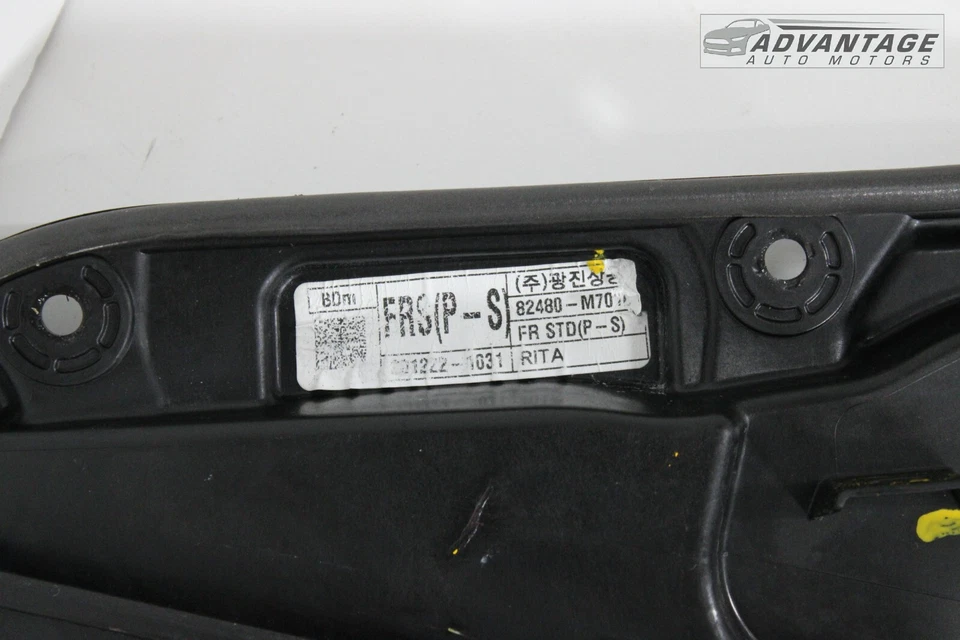 ADVANTAGE
AUTO MOTORS
BDm
FRS(P-S)
(주)광진상
82480-M70
FR STD(P-S)
RITA